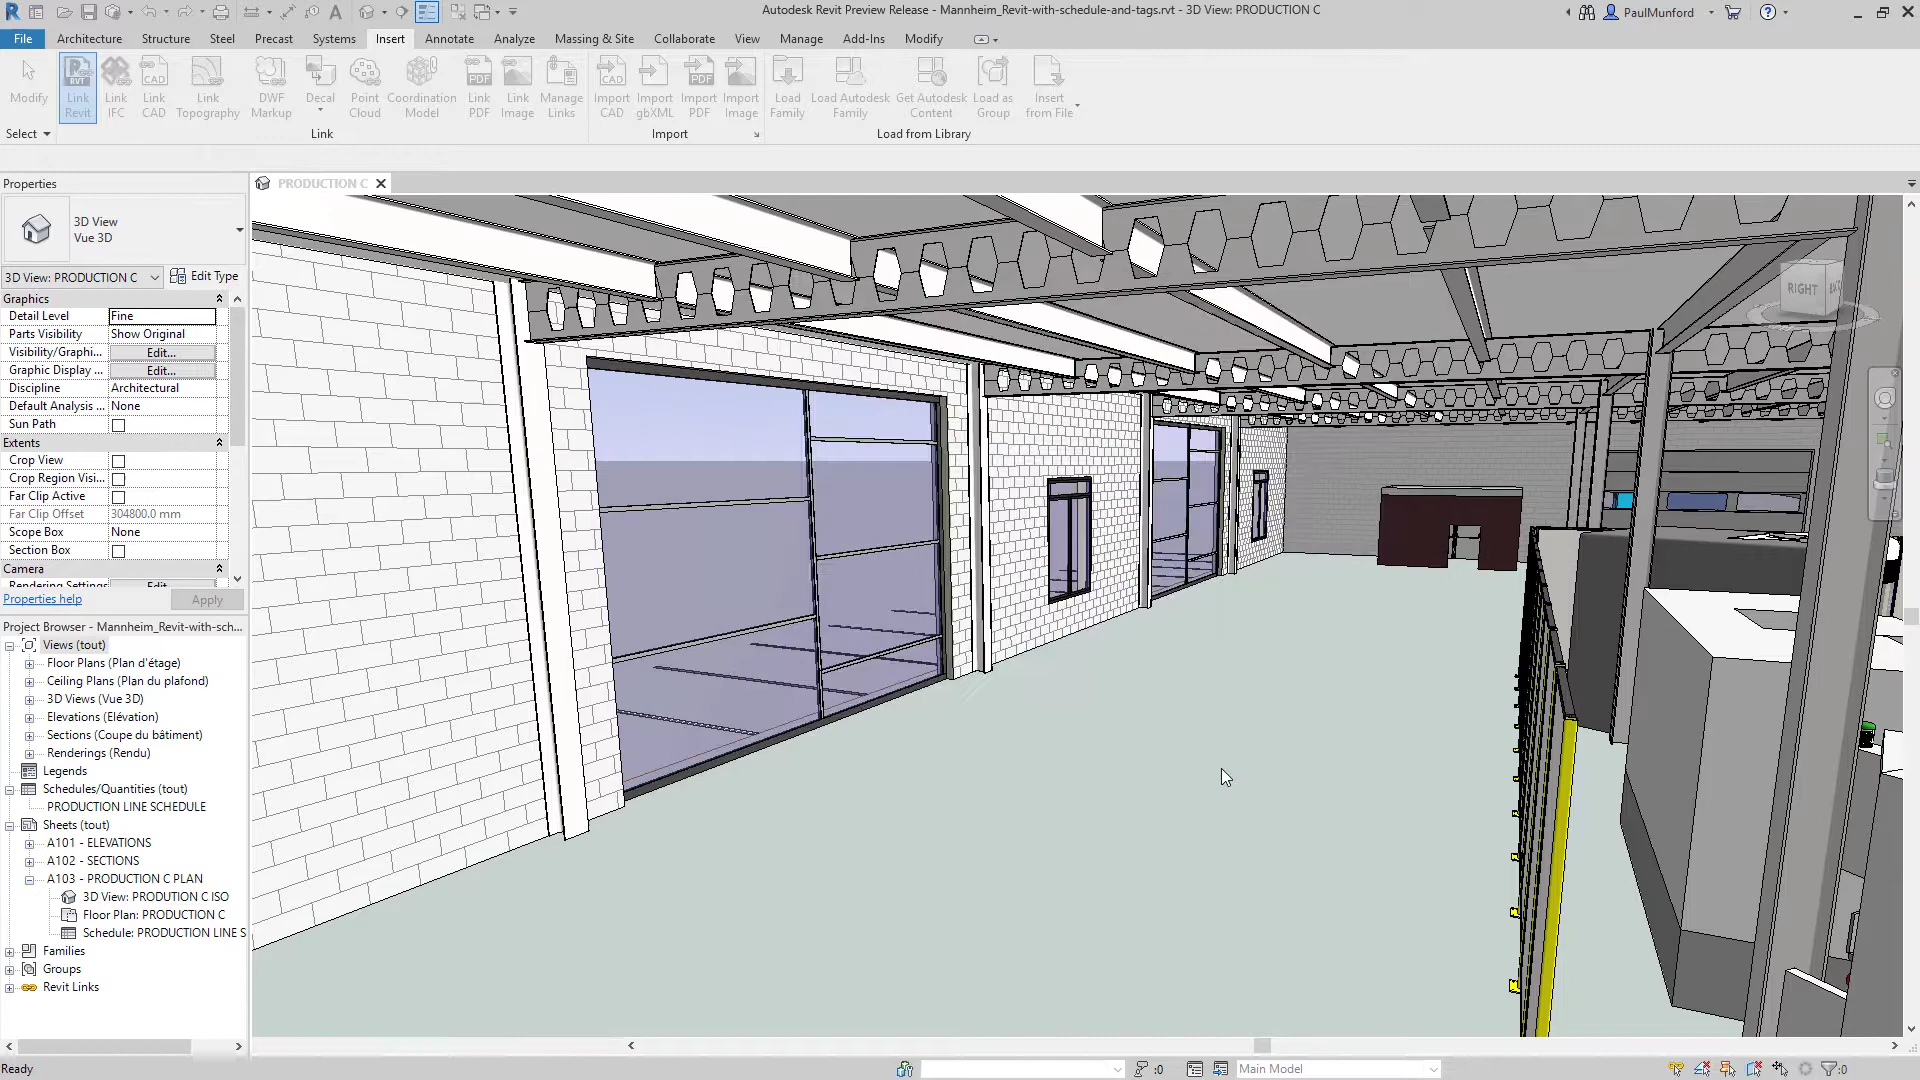 Autodesk Revit Preview Release - Mannheim_Revit-with-schedule-and-tags.rvt - 3D View: PRODUCTION C
PaulMunford
File Architecture Structure Steel Precast Systems Insert Annotate Analyze Massing & Site Collaborate View Manage Add-Ins Modify
Modify
Link Revit
Link IFC
Link CAD
Link Topography
DWF Markup
Decal
Point Cloud
Coordination Model
Link PDF
Link Image
Manage Links
Import CAD
Import gbXML
Import PDF
Import Image
Load Family
Load Autodesk Family
Get Autodesk Content
Load as Group
Insert from File
Select Link Import Load from Library
Properties
PRODUCTION C
3D View
Vue 3D
3D View: PRODUCTION C Edit Type
Graphics
Detail Level Fine
Parts Visibility Show Original
Visibility/Graphi... Edit...
Graphic Display ... Edit...
Discipline Architectural
Default Analysis ... None
Sun Path
Extents
Crop View
Crop Region Visi...
Far Clip Active
Far Clip Offset 304800.0 mm
Scope Box None
Section Box
Camera
Rendering Settings Edit...
Properties help Apply
Project Browser - Mannheim_Revit-with-sch...
Views (tout)
Floor Plans (Plan d'étage)
Ceiling Plans (Plan du plafond)
3D Views (Vue 3D)
Elevations (Elévation)
Sections (Coupe du bâtiment)
Renderings (Rendu)
Legends
Schedules/Quantities (tout)
PRODUCTION LINE SCHEDULE
Sheets (tout)
A101 - ELEVATIONS
A102 - SECTIONS
A103 - PRODUCTION C PLAN
3D View: PRODUTION C ISO
Floor Plan: PRODUCTION C
Schedule: PRODUCTION LINE S
Families
Groups
Revit Links
RIGHT
Ready
:0
Main Model
:0